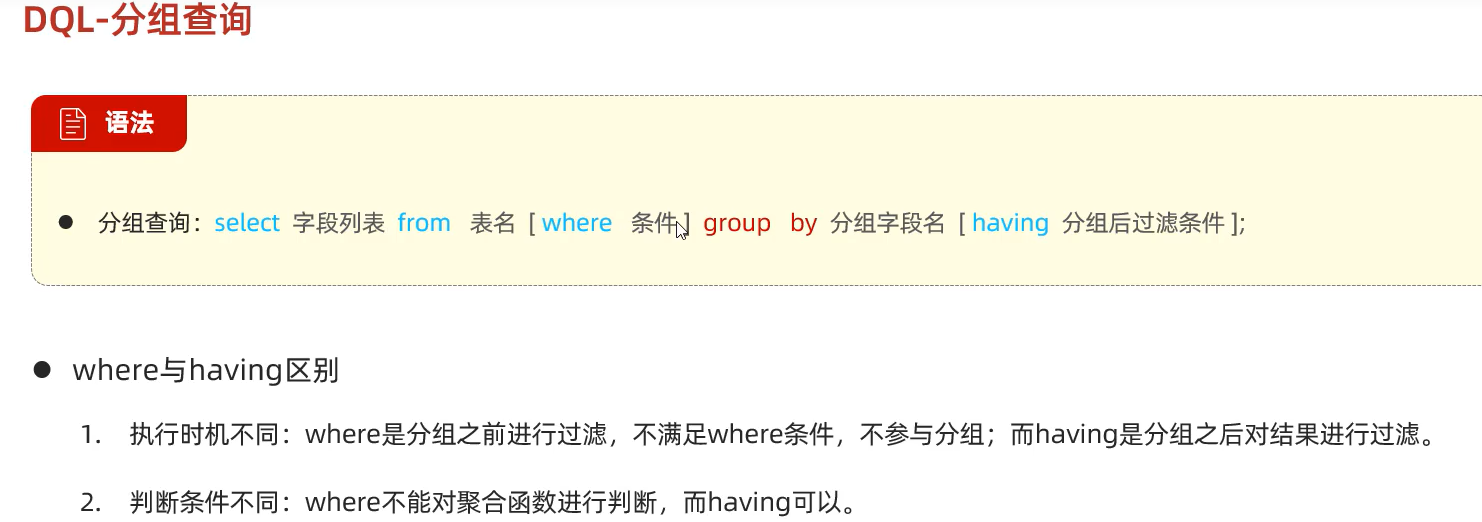 DQL-分组查询
语法
● 分组查询：select 字段列表 from 表名 [ where 条件 ] group by 分组字段名 [ having 分组后过滤条件 ];
● where与having区别
1. 执行时机不同：where是分组之前进行过滤，不满足where条件，不参与分组；而having是分组之后对结果进行过滤。
2. 判断条件不同：where不能对聚合函数进行判断，而having可以。